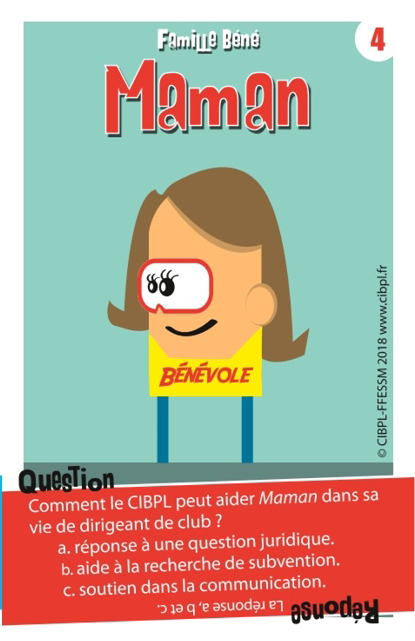 Famille Béné
4
Maman
BÉNÉVOLE
© CIBPL-FFESSM 2018 www.cibpl.fr
Question
Comment le CIBPL peut aider Maman dans sa
vie de dirigeant de club ?
a. réponse à une question juridique.
b. aide à la recherche de subvention.
c. soutien dans la communication.
Réponse
La réponse a, b et c.